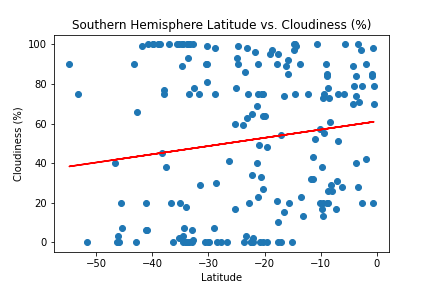 Southern Hemisphere Latitude vs. Cloudiness (%)
100
80
60
40
20
0
Cloudiness (%)
−50 −40 −30 −20 −10 0
Latitude